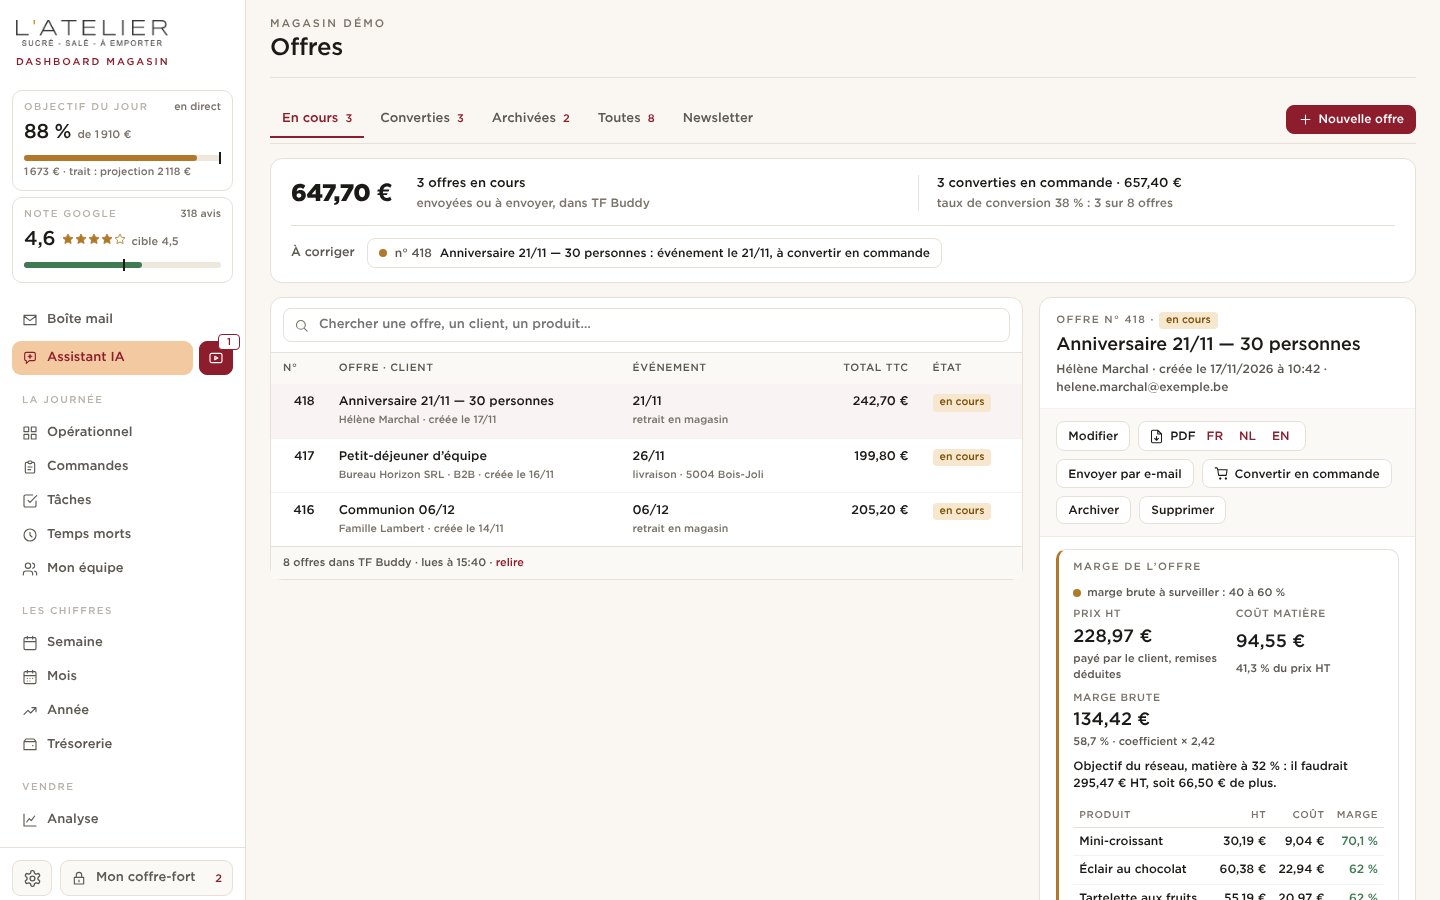 L'ATELIER
SUCRÉ - SALÉ - À EMPORTER
DASHBOARD MAGASIN
OBJECTIF DU JOUR en direct
88 % de 1 910 €
1 673 € · trait : projection 2 118 €
NOTE GOOGLE 318 avis
4,6 cible 4,5
Boîte mail
Assistant IA 1
LA JOURNÉE
Opérationnel
Commandes
Tâches
Temps morts
Mon équipe
LES CHIFFRES
Semaine
Mois
Année
Trésorerie
VENDRE
Analyse
Mon coffre-fort 2
MAGASIN DÉMO
Offres
En cours 3 Converties 3 Archivées 2 Toutes 8 Newsletter
Nouvelle offre
647,70 €
3 offres en cours
envoyées ou à envoyer, dans TF Buddy
3 converties en commande · 657,40 €
taux de conversion 38 % : 3 sur 8 offres
À corriger n° 418 Anniversaire 21/11 — 30 personnes : événement le 21/11, à convertir en commande
Chercher une offre, un client, un produit…
N° OFFRE · CLIENT ÉVÉNEMENT TOTAL TTC ÉTAT
418 Anniversaire 21/11 — 30 personnes 21/11 242,70 € en cours
Hélène Marchal · créée le 17/11 retrait en magasin
417 Petit-déjeuner d'équipe 26/11 199,80 € en cours
Bureau Horizon SRL · B2B · créée le 16/11 livraison · 5004 Bois-Joli
416 Communion 06/12 06/12 205,20 € en cours
Famille Lambert · créée le 14/11 retrait en magasin
8 offres dans TF Buddy · lues à 15:40 · relire
OFFRE N° 418 · en cours
Anniversaire 21/11 — 30 personnes
Hélène Marchal · créée le 17/11/2026 à 10:42 ·
helene.marchal@exemple.be
Modifier PDF FR NL EN
Envoyer par e-mail Convertir en commande
Archiver Supprimer
MARGE DE L'OFFRE
marge brute à surveiller : 40 à 60 %
PRIX HT COÛT MATIÈRE
228,97 € 94,55 €
payé par le client, remises déduites 41,3 % du prix HT
MARGE BRUTE
134,42 €
58,7 % · coefficient × 2,42
Objectif du réseau, matière à 32 % : il faudrait
295,47 € HT, soit 66,50 € de plus.
PRODUIT HT COÛT MARGE
Mini-croissant 30,19 € 9,04 € 70,1 %
Éclair au chocolat 60,38 € 22,94 € 62 %
Tartelette aux fruits 55,19 € 20,97 € 62 %